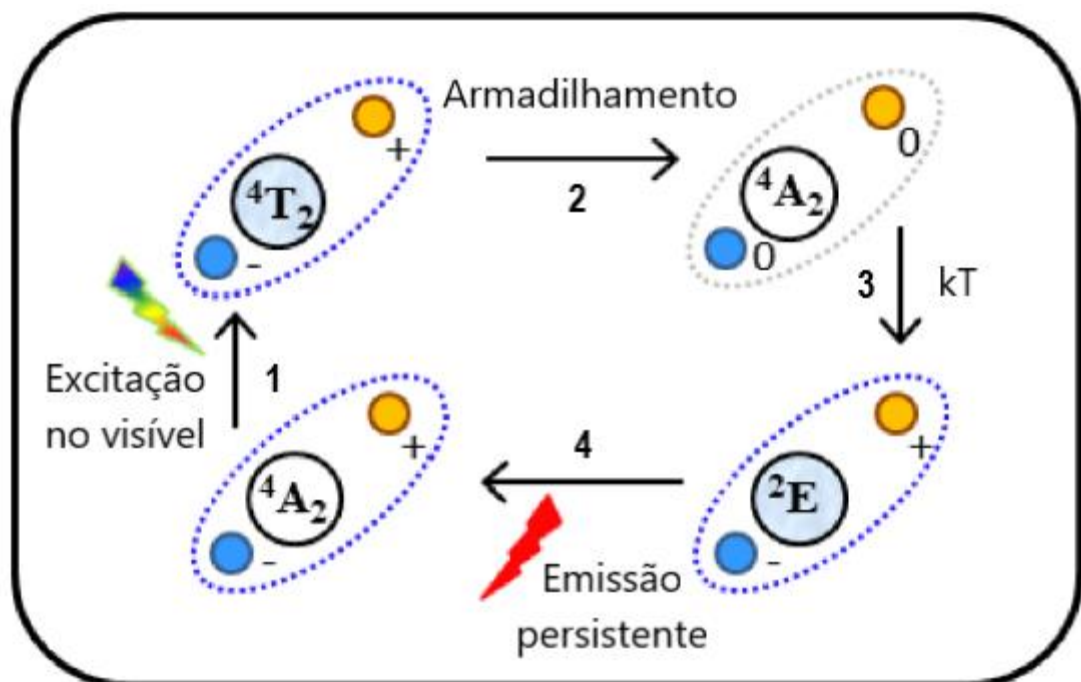 Armadilhamento
⁴T₂
+
-
2
⁴A₂
0
0
3
kT
Excitação
no visível
1
⁴A₂
+
-
4
Emissão
persistente
²E
+
-